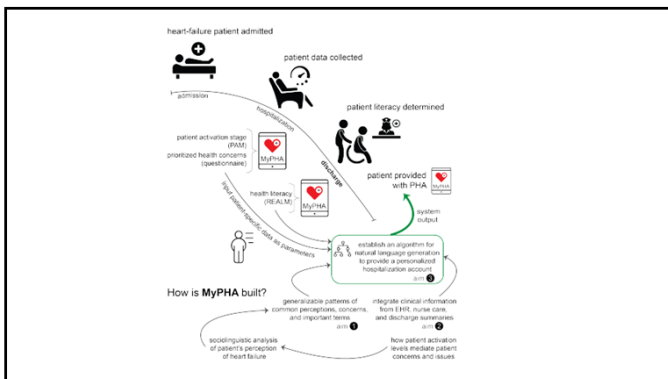 heart-failure patient admitted
patient data collected
admission
hospitalization
patient literacy determined
discharge
patient activation stage
(PAM)
prioritized health concerns
(questionnaire)
MyPHA
health literacy
(REALM)
MyPHA
patient provided
with PHA
MyPHA
system
output
input patient-specific data as parameters
establish an algorithm for
natural language generation
to provide a personalized
hospitalization account
aim 3
How is MyPHA built?
generalizable patterns of
common perceptions, concerns,
and important terms
aim 1
integrate clinical information
from EHR, nurse care,
and discharge summaries
aim 2
sociolinguistic analysis
of patient's perception
of heart failure
how patient activation
levels mediate patient
concerns and issues